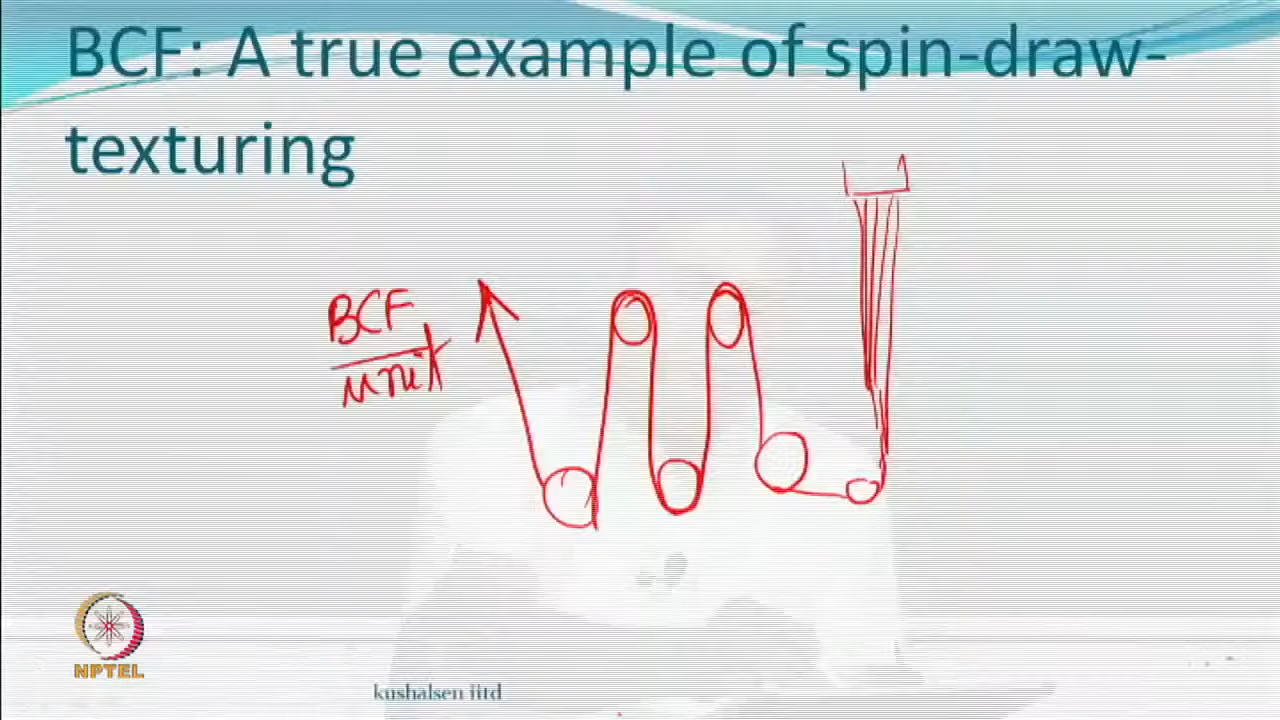 BCF: A true example of spin-draw-
texturing
BCF
unit
NPTEL
kushalsen iitd